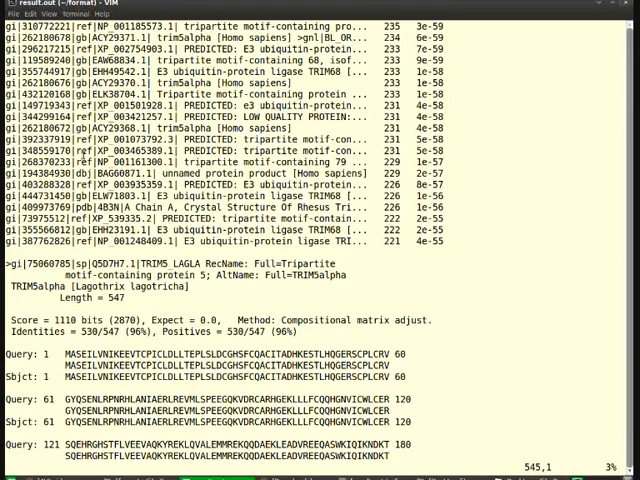 result.out (~/format) - VIM
File Edit View Terminal Help
gi|310772221|ref|NP_001185573.1| tripartite motif-containing pro... 235 3e-59
gi|262180678|gb|ACY29371.1| trim5alpha [Homo sapiens] >gnl|BL_OR... 234 6e-59
gi|296217215|ref|XP_002754903.1| PREDICTED: E3 ubiquitin-protein... 233 7e-59
gi|119589240|gb|EAW68834.1| tripartite motif-containing 68, isof... 233 9e-59
gi|355744917|gb|EHH49542.1| E3 ubiquitin-protein ligase TRIM68 [... 233 1e-58
gi|262180676|gb|ACY29370.1| trim5alpha [Homo sapiens] 233 1e-58
gi|432120168|gb|ELK38704.1| Tripartite motif-containing protein ... 233 1e-58
gi|149719343|ref|XP_001501928.1| PREDICTED: e3 ubiquitin-protein... 231 4e-58
gi|344299164|ref|XP_003421257.1| PREDICTED: LOW QUALITY PROTEIN:... 231 4e-58
gi|262180672|gb|ACY29368.1| trim5alpha [Homo sapiens] 231 4e-58
gi|392337919|ref|XP_001073792.3| PREDICTED: tripartite motif-con... 231 5e-58
gi|348559170|ref|XP_003465389.1| PREDICTED: tripartite motif-con... 231 5e-58
gi|268370233|ref|NP_001161300.1| tripartite motif-containing 79 ... 229 1e-57
gi|194384930|dbj|BAG60871.1| unnamed protein product [Homo sapiens] 229 2e-57
gi|403288328|ref|XP_003935359.1| PREDICTED: E3 ubiquitin-protein... 226 8e-57
gi|444731450|gb|ELW71803.1| E3 ubiquitin-protein ligase TRIM68 [... 226 1e-56
gi|409973769|pdb|4B3N|A Chain A, Crystal Structure Of Rhesus Tri... 226 1e-56
gi|73975512|ref|XP_539335.2| PREDICTED: tripartite motif-contain... 222 2e-55
gi|355566812|gb|EHH23191.1| E3 ubiquitin-protein ligase TRIM68 [... 222 2e-55
gi|387762826|ref|NP_001248409.1| E3 ubiquitin-protein ligase TRI... 221 4e-55
>gi|75060785|sp|Q5D7H7.1|TRIM5_LAGLA RecName: Full=Tripartite
motif-containing protein 5; AltName: Full=TRIM5alpha
TRIM5alpha [Lagothrix lagotricha]
Length = 547
Score = 1110 bits (2870), Expect = 0.0, Method: Compositional matrix adjust.
Identities = 530/547 (96%), Positives = 530/547 (96%)
Query: 1 MASEILVNIKEEVTCPICLDLLTEPLSLDCGHSFCQACITADHKESTLHQGERSCPLCRV 60
MASEILVNIKEEVTCPICLDLLTEPLSLDCGHSFCQACITADHKESTLHQGERSCPLCRV
Sbjct: 1 MASEILVNIKEEVTCPICLDLLTEPLSLDCGHSFCQACITADHKESTLHQGERSCPLCRV 60
Query: 61 GYQSENLRPNRHLANIAERLREVMLSPEEGQKVDRCARHGEKLLLFCQQHGNVICWLCER 120
GYQSENLRPNRHLANIAERLREVMLSPEEGQKVDRCARHGEKLLLFCQQHGNVICWLCER
Sbjct: 61 GYQSENLRPNRHLANIAERLREVMLSPEEGQKVDRCARHGEKLLLFCQQHGNVICWLCER 120
Query: 121 SQEHRGHSTFLVEEVAQKYREKLQVALEMMREKQQDAEKLEADVREEQASWKIQIKNDKT 180
SQEHRGHSTFLVEEVAQKYREKLQVALEMMREKQQDAEKLEADVREEQASWKIQIKNDKT
545,1 3%